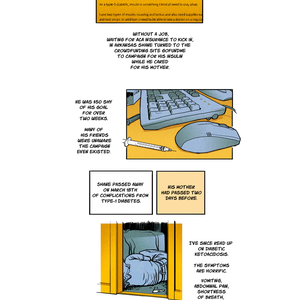 WITHOUT A JOB,
WAITING FOR ACA INSURANCE TO KICK IN,
IN ARKANSAS SHANE TURNED TO THE
CROWDFUNDING SITE GOFUNDME
TO CAMPAIGN FOR HIS INSULIN
WHILE HE CARED
FOR HIS MOTHER.
HE WAS $50 SHY
OF HIS GOAL
FOR OVER
TWO WEEKS.
MANY OF
HIS FRIENDS
WERE UNAWARE
THE CAMPAIGN
EVEN EXISTED.
SHANE PASSED AWAY
ON MARCH 18TH
OF COMPLICATIONS FROM
TYPE-1 DIABETES.
HIS MOTHER
HAD PASSED TWO
DAYS BEFORE.
I'VE SINCE READ UP
ON DIABETIC
KETOACIDOSIS.
THE SYMPTOMS
ARE HORRIFIC.
VOMITING,
ABDOMINAL PAIN,
SHORTNESS
OF BREATH,